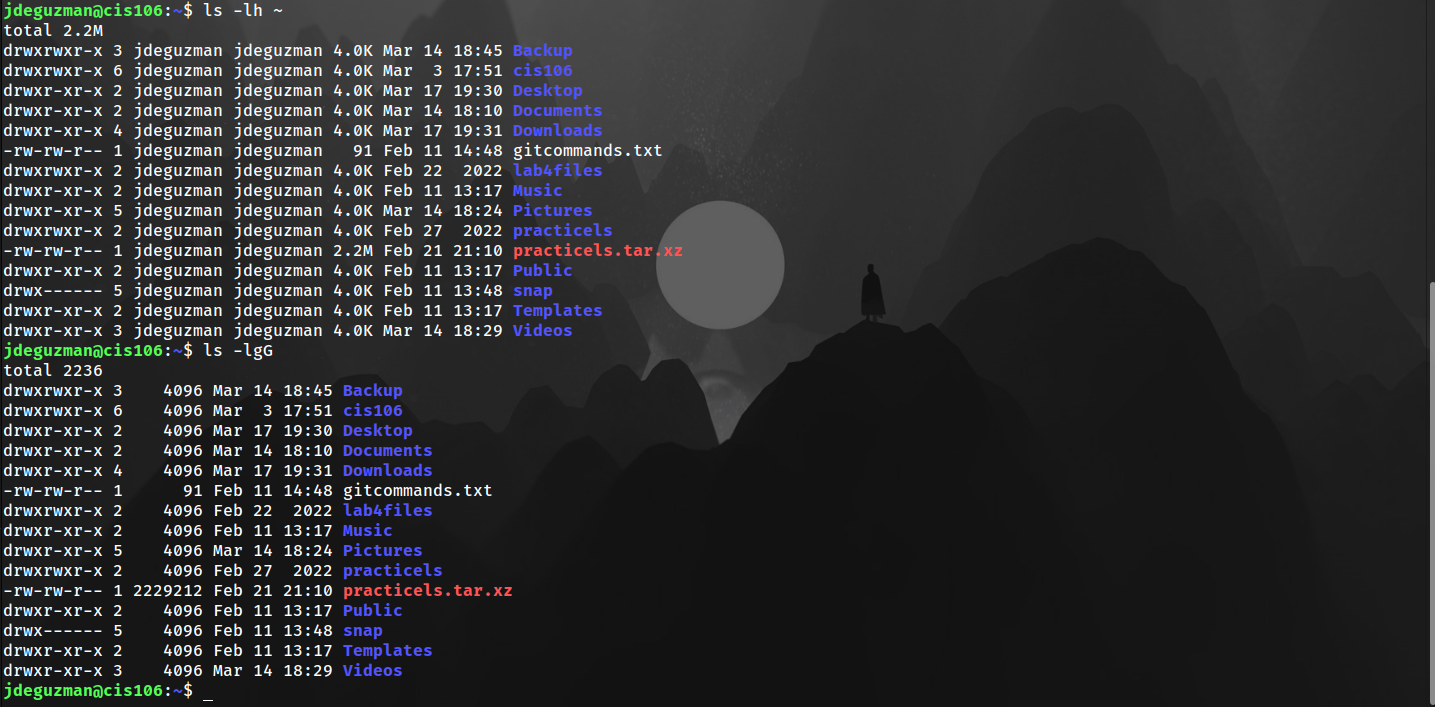 jdeguzman@cis106:~$ ls -lh ~
total 2.2M
drwxrwxr-x 3 jdeguzman jdeguzman 4.0K Mar 14 18:45 Backup
drwxrwxr-x 6 jdeguzman jdeguzman 4.0K Mar  3 17:51 cis106
drwxr-xr-x 2 jdeguzman jdeguzman 4.0K Mar 17 19:30 Desktop
drwxr-xr-x 2 jdeguzman jdeguzman 4.0K Mar 14 18:10 Documents
drwxr-xr-x 4 jdeguzman jdeguzman 4.0K Mar 17 19:31 Downloads
-rw-rw-r-- 1 jdeguzman jdeguzman   91 Feb 11 14:48 gitcommands.txt
drwxrwxr-x 2 jdeguzman jdeguzman 4.0K Feb 22  2022 lab4files
drwxr-xr-x 2 jdeguzman jdeguzman 4.0K Feb 11 13:17 Music
drwxr-xr-x 5 jdeguzman jdeguzman 4.0K Mar 14 18:24 Pictures
drwxrwxr-x 2 jdeguzman jdeguzman 4.0K Feb 27  2022 practicels
-rw-rw-r-- 1 jdeguzman jdeguzman 2.2M Feb 21 21:10 practicels.tar.xz
drwxr-xr-x 2 jdeguzman jdeguzman 4.0K Feb 11 13:17 Public
drwx------ 5 jdeguzman jdeguzman 4.0K Feb 11 13:48 snap
drwxr-xr-x 2 jdeguzman jdeguzman 4.0K Feb 11 13:17 Templates
drwxr-xr-x 3 jdeguzman jdeguzman 4.0K Mar 14 18:29 Videos
jdeguzman@cis106:~$ ls -lgG
total 2236
drwxrwxr-x 3    4096 Mar 14 18:45 Backup
drwxrwxr-x 6    4096 Mar  3 17:51 cis106
drwxr-xr-x 2    4096 Mar 17 19:30 Desktop
drwxr-xr-x 2    4096 Mar 14 18:10 Documents
drwxr-xr-x 4    4096 Mar 17 19:31 Downloads
-rw-rw-r-- 1      91 Feb 11 14:48 gitcommands.txt
drwxrwxr-x 2    4096 Feb 22  2022 lab4files
drwxr-xr-x 2    4096 Feb 11 13:17 Music
drwxr-xr-x 5    4096 Mar 14 18:24 Pictures
drwxrwxr-x 2    4096 Feb 27  2022 practicels
-rw-rw-r-- 1 2229212 Feb 21 21:10 practicels.tar.xz
drwxr-xr-x 2    4096 Feb 11 13:17 Public
drwx------ 5    4096 Feb 11 13:48 snap
drwxr-xr-x 2    4096 Feb 11 13:17 Templates
drwxr-xr-x 3    4096 Mar 14 18:29 Videos
jdeguzman@cis106:~$ _